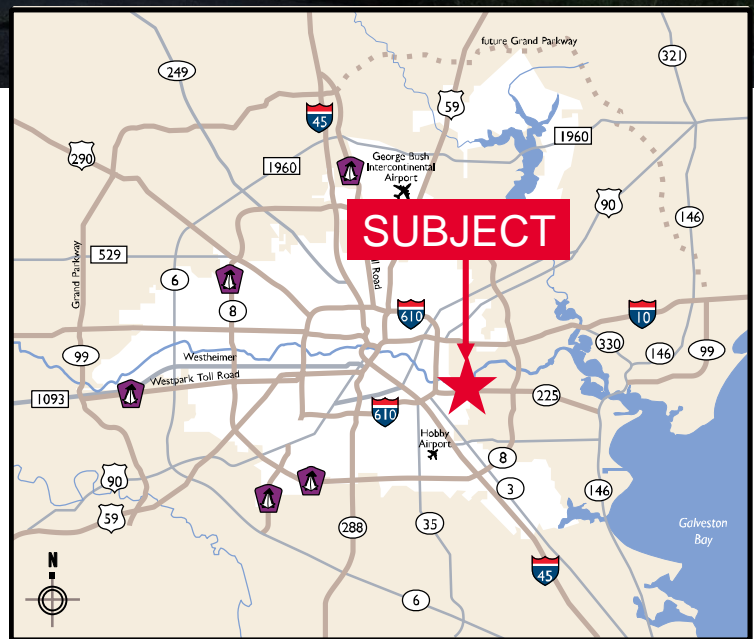 future Grand Parkway
321
249
59
45
1960
290
1960
George Bush
Intercontinental
Airport
90
146
SUBJECT
529
Grand Parkway
6
8
ll Road
610
10
330
146
99
99
Westheimer
Westpark Toll Road
1093
610
225
Hobby
Airport
8
90
3
146
59
288
35
Galveston
Bay
N
45
6